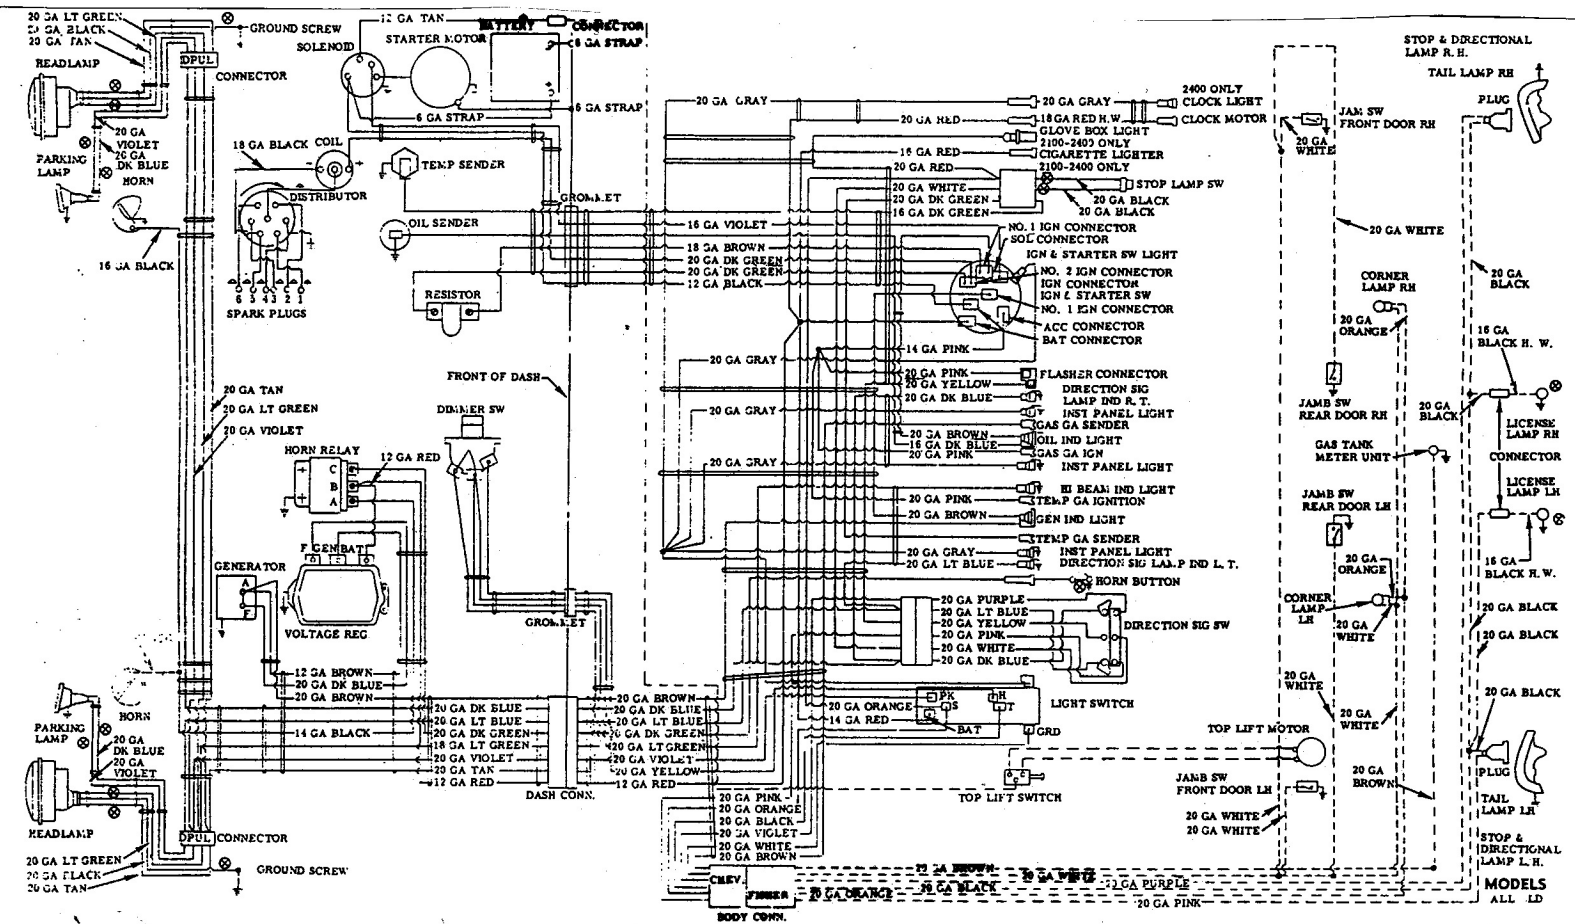 20 GA LT GREEN
20 GA TAN
HEADLAMP
DPUL
CONNECTOR
GROUND SCREW
12 GA TAN
SOLENOID
STARTER MOTOR
BATTERY
CONNECTOR
6 GA STRAP
6 GA STRAP
6 GA STRAP
20 GA
VIOLET
20 GA
DK BLUE
PARKING
LAMP
HORN
18 GA BLACK
COIL
TEMP SENDER
DISTRIBUTOR
OIL SENDER
GROMMET
16 GA BLACK
6 5 4 3 2 1
SPARK PLUGS
RESISTOR
FRONT OF DASH
20 GA TAN
20 GA LT GREEN
20 GA VIOLET
DIMMER SW
HORN RELAY
C
B
A
12 GA RED
F GEN BAT
GENERATOR
A
F
VOLTAGE REG
GROMMET
12 GA BROWN
20 GA DK BLUE
20 GA BROWN
HORN
PARKING
LAMP
20 GA
DK BLUE
20 GA
VIOLET
14 GA BLACK
20 GA DK BLUE
20 GA LT BLUE
20 GA DK GREEN
18 GA LT GREEN
20 GA VIOLET
20 GA TAN
12 GA RED
DASH CONN.
20 GA BROWN
20 GA DK BLUE
20 GA LT BLUE
20 GA DK GREEN
20 GA LT GREEN
20 GA VIOLET
20 GA YELLOW
12 GA RED
HEADLAMP
DPUL
CONNECTOR
20 GA LT GREEN
20 GA BLACK
20 GA TAN
GROUND SCREW
20 GA PINK
20 GA ORANGE
20 GA BLACK
20 GA VIOLET
20 GA WHITE
20 GA BROWN
CHEV.
FISHER
BODY CONN.
20 GA GRAY
20 GA GRAY
2400 ONLY
CLOCK LIGHT
20 GA RED
18 GA RED H.W.
CLOCK MOTOR
GLOVE BOX LIGHT
2100-2400 ONLY
16 GA RED
CIGARETTE LIGHTER
2100-2400 ONLY
20 GA RED
20 GA WHITE
20 GA DK GREEN
16 GA DK GREEN
STOP LAMP SW
20 GA BLACK
20 GA BLACK
16 GA VIOLET
18 GA BROWN
20 GA DK GREEN
20 GA DK GREEN
12 GA BLACK
NO. 1 IGN CONNECTOR
SOL CONNECTOR
IGN & STARTER SW LIGHT
NO. 2 IGN CONNECTOR
IGN CONNECTOR
IGN & STARTER SW
NO. 1 IGN CONNECTOR
ACC CONNECTOR
BAT CONNECTOR
14 GA PINK
20 GA GRAY
20 GA PINK
FLASHER CONNECTOR
20 GA YELLOW
20 GA DK BLUE
DIRECTION SIG
LAMP IND R. T.
20 GA GRAY
INST PANEL LIGHT
GAS GA SENDER
20 GA BROWN
OIL IND LIGHT
16 GA DK BLUE
20 GA PINK
GAS GA IGN
20 GA GRAY
INST PANEL LIGHT
HI BEAM IND LIGHT
20 GA PINK
TEMP GA IGNITION
20 GA BROWN
GEN IND LIGHT
TEMP GA SENDER
20 GA GRAY
INST PANEL LIGHT
20 GA LT BLUE
DIRECTION SIG LAMP IND L. T.
HORN BUTTON
20 GA PURPLE
20 GA LT BLUE
20 GA YELLOW
20 GA PINK
20 GA WHITE
20 GA DK BLUE
DIRECTION SIG SW
PK
H
S
T
20 GA ORANGE
14 GA RED
BAT
LIGHT SWITCH
GRD
TOP LIFT SWITCH
TOP LIFT MOTOR
STOP & DIRECTIONAL
LAMP R. H.
TAIL LAMP RH
PLUG
JAM SW
FRONT DOOR RH
20 GA
WHITE
20 GA WHITE
CORNER
LAMP RH
20 GA
ORANGE
20 GA
BLACK
16 GA
BLACK H. W.
JAMB SW
REAR DOOR RH
20 GA
BLACK
GAS TANK
METER UNIT
LICENSE
LAMP RH
CONNECTOR
LICENSE
LAMP LH
JAMB SW
REAR DOOR LH
20 GA
ORANGE
16 GA
BLACK H.W.
CORNER
LAMP
LH
20 GA
WHITE
20 GA BLACK
20 GA BLACK
20 GA
WHITE
20 GA
WHITE
20 GA BLACK
JAMB SW
FRONT DOOR LH
20 GA
BROWN
20 GA WHITE
20 GA WHITE
PLUG
TAIL
LAMP LH
STOP &
DIRECTIONAL
LAMP L. H.
20 GA BROWN
20 GA WHITE
20 GA PURPLE
20 GA BLACK
20 GA ORANGE
20 GA PINK
MODELS
ALL